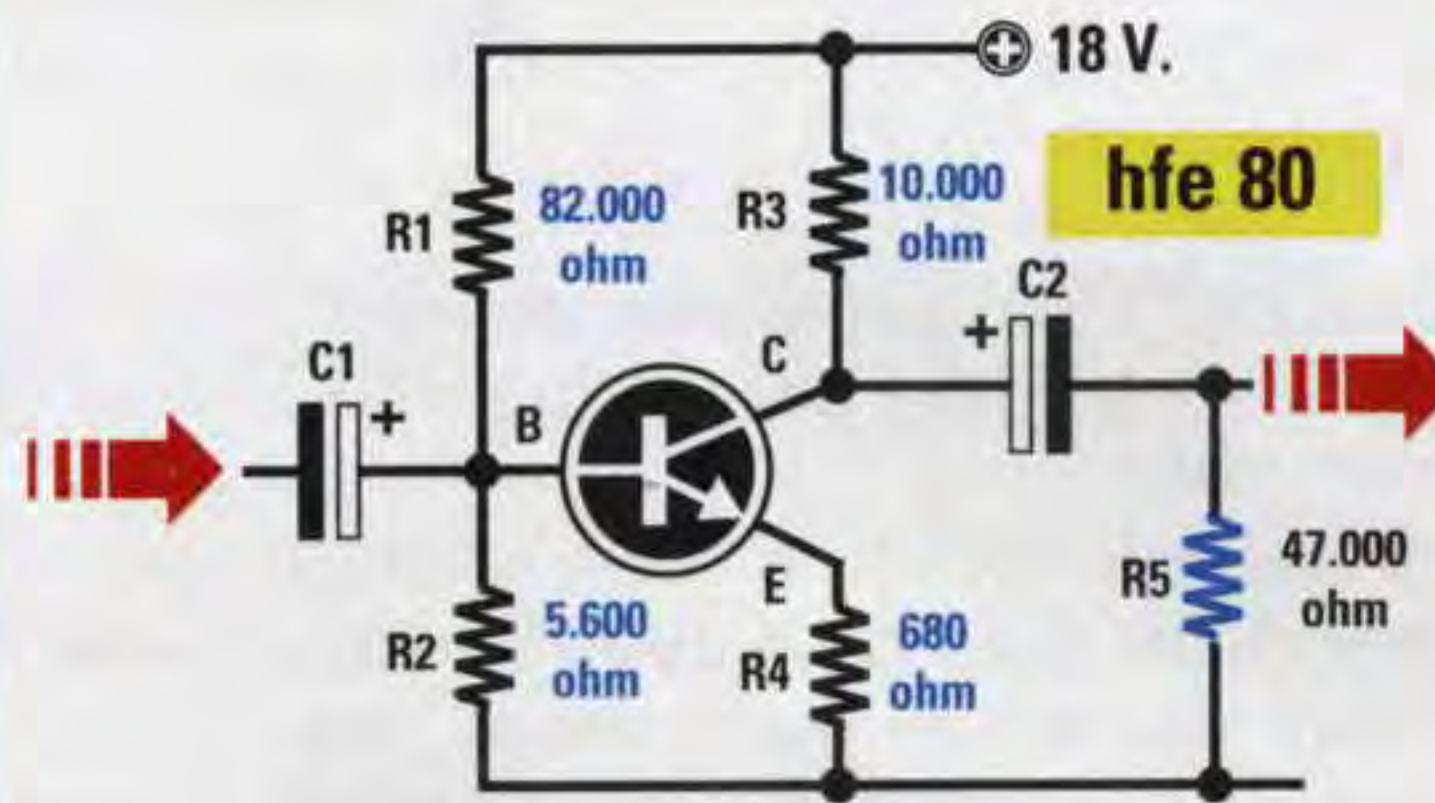 18 V.
hfe 80
R1
82.000
ohm
R3
10.000
ohm
C2
+
C
C1
+
B
E
R2
5.600
ohm
R4
680
ohm
R5
47.000
ohm